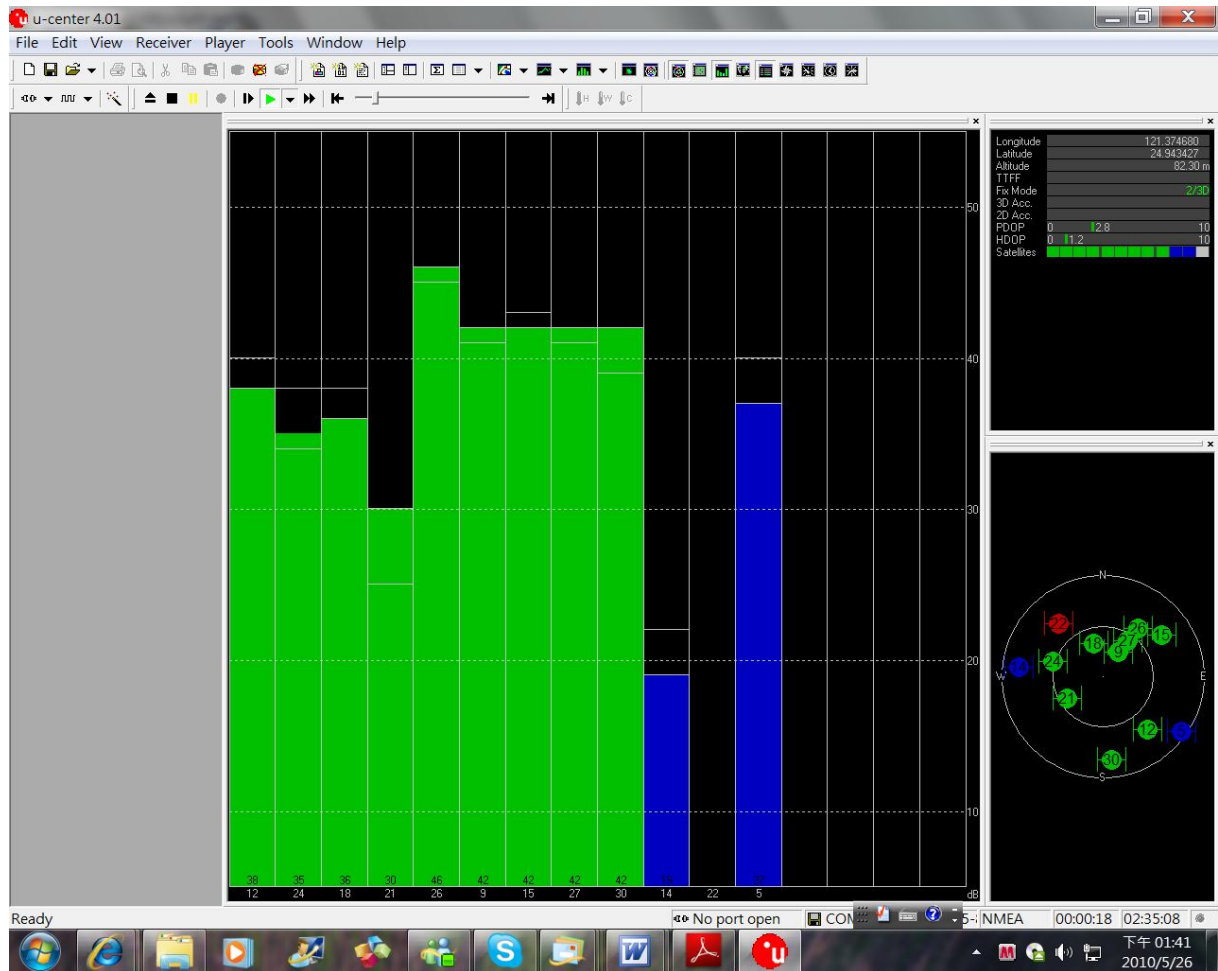 u-center 4.01
File Edit View Receiver Player Tools Window Help
Longitude 121.374680
Latitude 24.943427
Altitude 82.30 m
TTFF
Fix Mode 2/3D
3D Acc.
2D Acc.
PDOP 0 2.8 10
HDOP 0 1.2 10
Satellites
50
40
30
20
10
dB
38 35 36 30 46 42 42 42 42 19 37
12 24 18 21 26 9 15 27 30 14 22 5
N
22 26 15
18 27 9
24 14
W E
21
12 5
30
S
Ready No port open NMEA 00:00:18 02:35:08
下午 01:41
2010/5/26